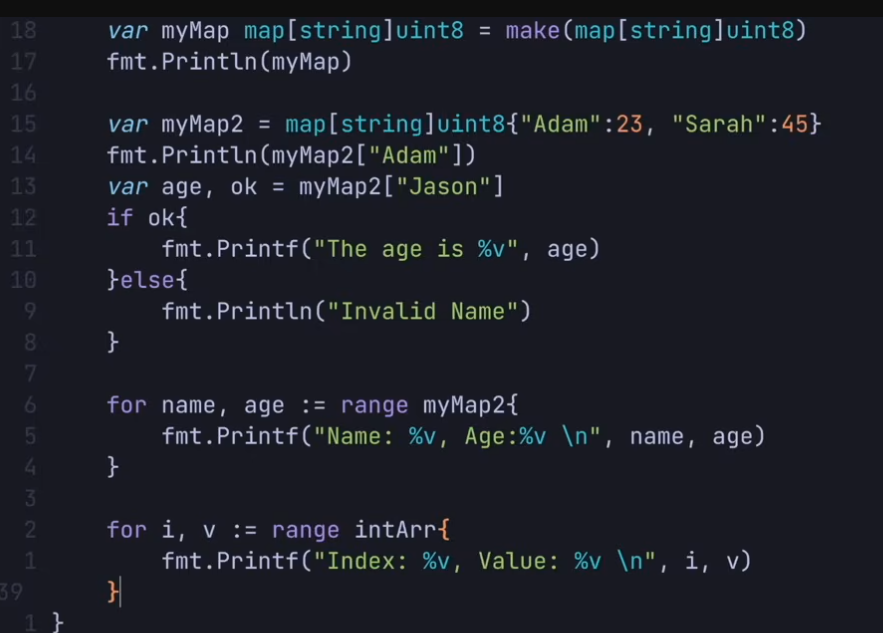 18 var myMap map[string]uint8 = make(map[string]uint8)
17 fmt.Println(myMap)
16
15 var myMap2 = map[string]uint8{"Adam":23, "Sarah":45}
14 fmt.Println(myMap2["Adam"])
13 var age, ok = myMap2["Jason"]
12 if ok{
11 fmt.Printf("The age is %v", age)
10 }else{
9 fmt.Println("Invalid Name")
8 }
7
6 for name, age := range myMap2{
5 fmt.Printf("Name: %v, Age:%v \n", name, age)
4 }
3
2 for i, v := range intArr{
1 fmt.Printf("Index: %v, Value: %v \n", i, v)
39 }
1 }